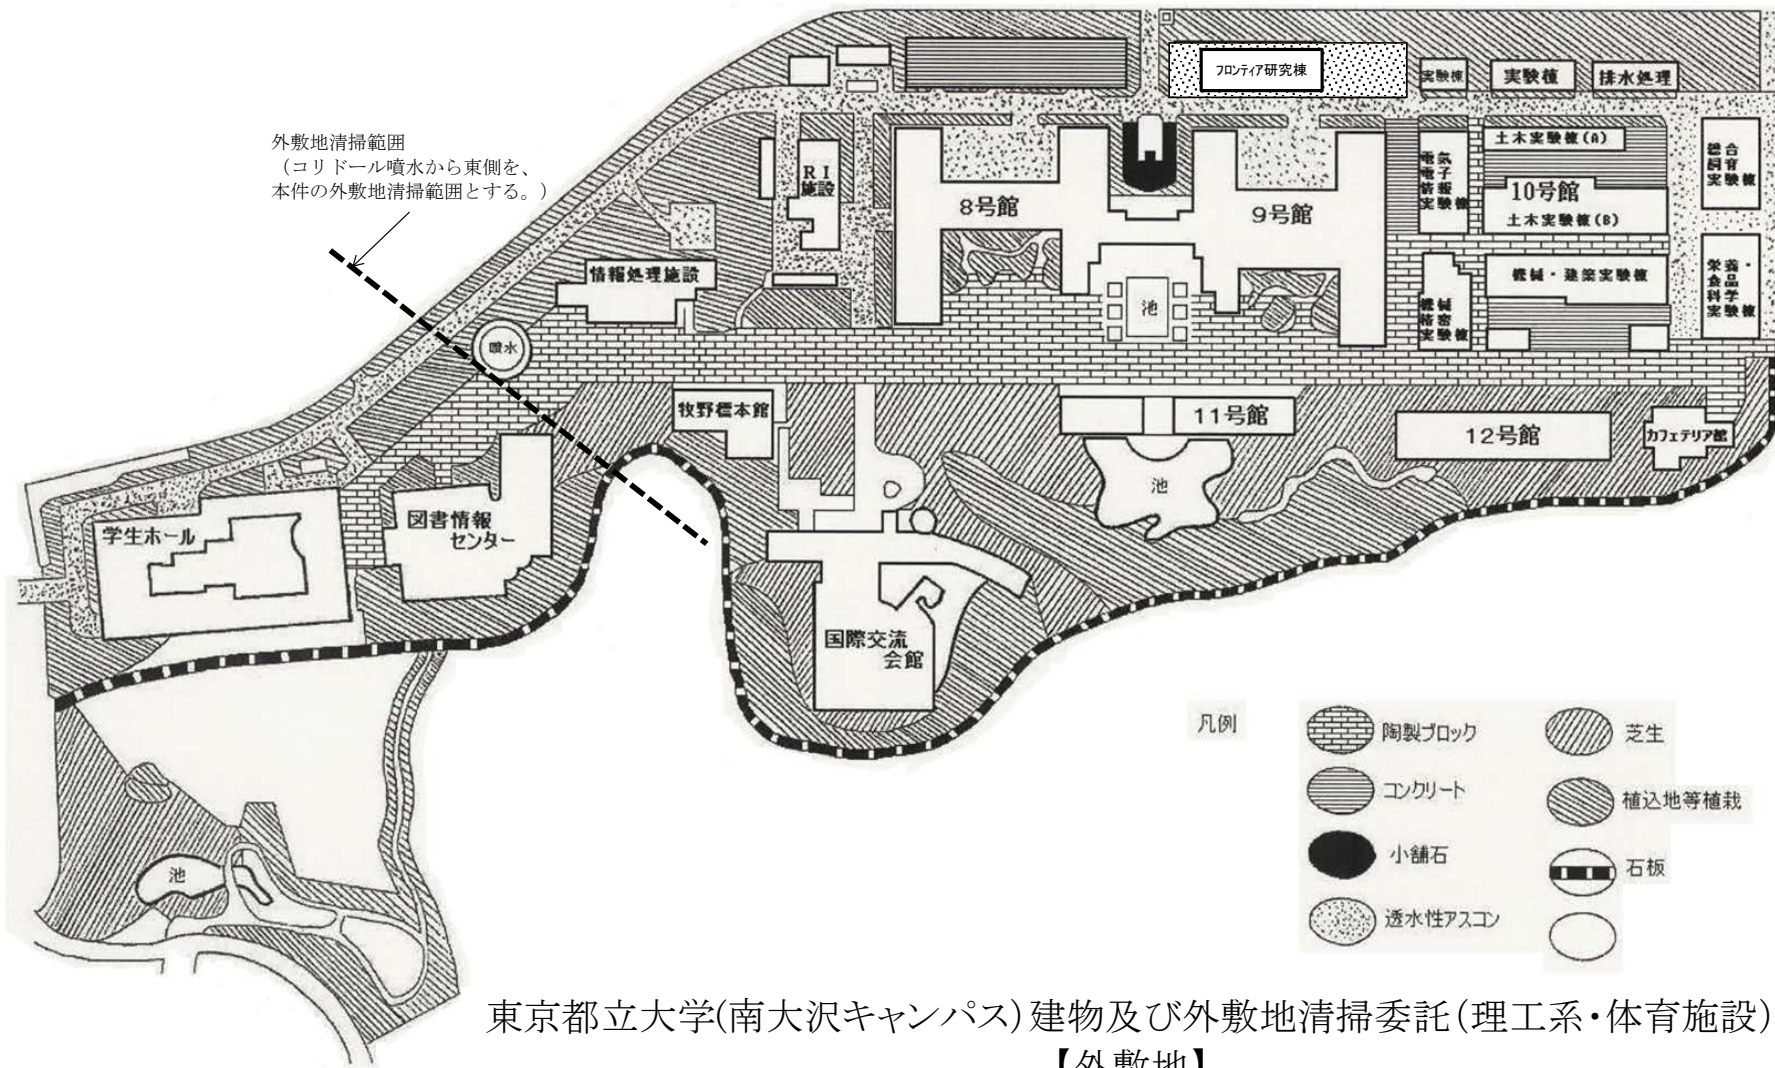 フロンティア研究棟
実験棟
実験棟
排水処理
外敷地清掃範囲
（コリドール噴水から東側を、
本件の外敷地清掃範囲とする。）
RI
施設
8号館
9号館
電気
電子
情報
実験棟
土木実験棟(A)
10号館
土木実験棟(B)
総合
飼育
実験棟
情報処理施設
池
機械
精密
実験棟
機械・建築実験棟
栄養・
食品
科学
実験棟
噴水
牧野標本館
11号館
12号館
カフェテリア館
池
学生ホール
図書情報
センター
国際交流
会館
池
凡例
陶製ブロック
芝生
コンクリート
植込地等植栽
小舗石
石板
透水性アスコン
東京都立大学(南大沢キャンパス)建物及び外敷地清掃委託(理工系・体育施設)
【外敷地】